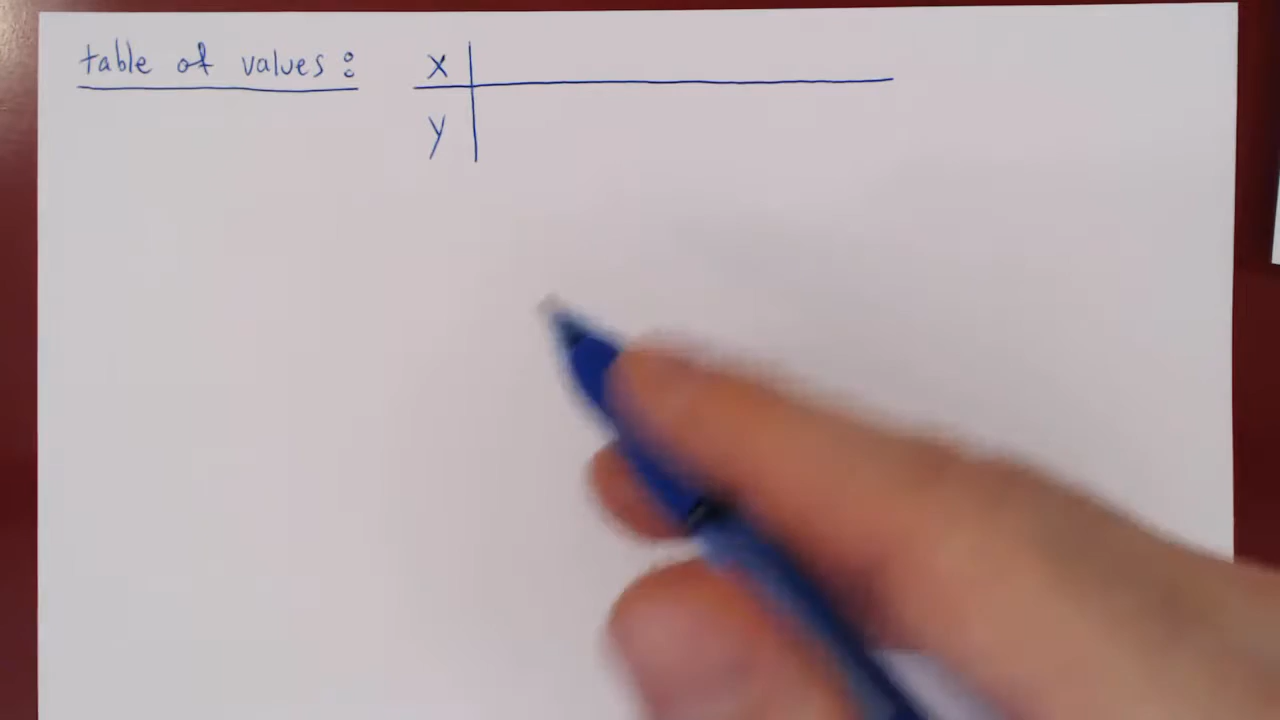 table of values :
x
y